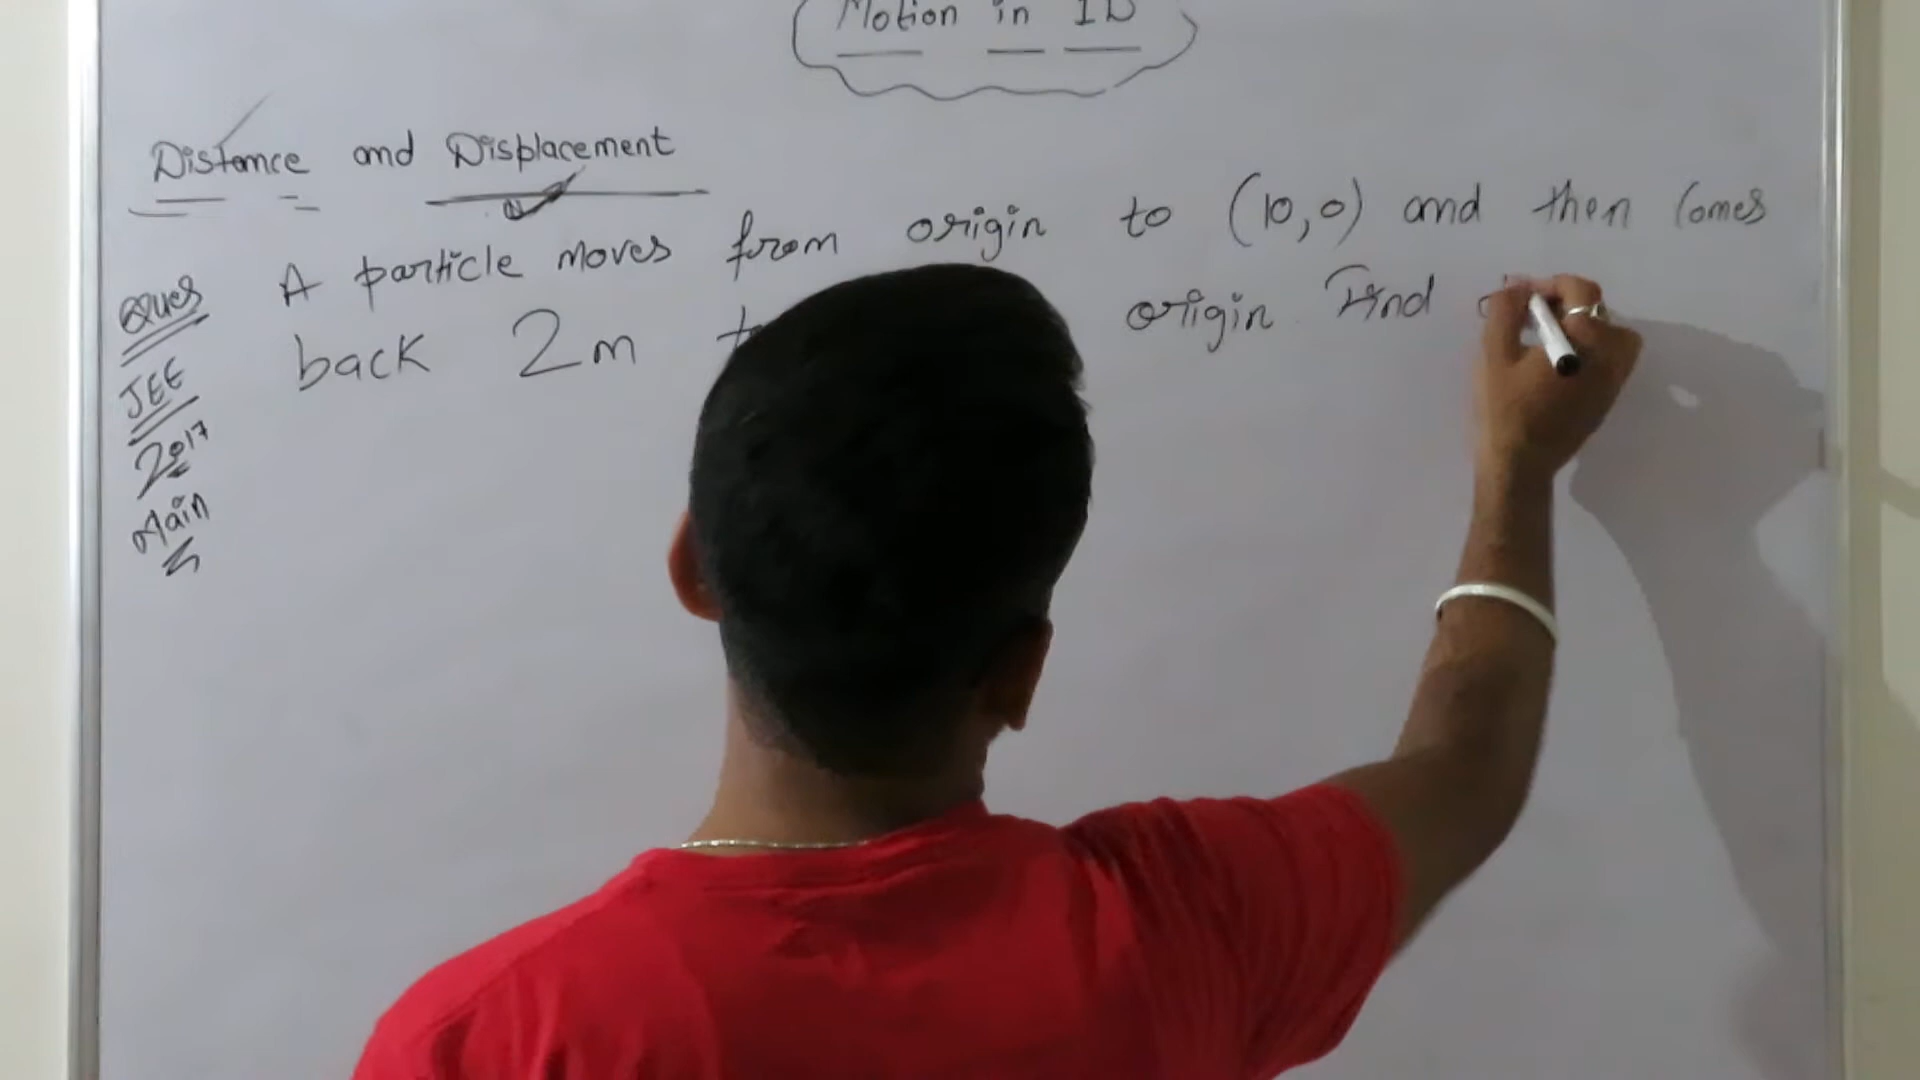 Motion in 1D
Distance and Displacement
Ques
JEE
2017
Main
A particle moves from origin to (10,0) and then Comes
back 2m origin Find